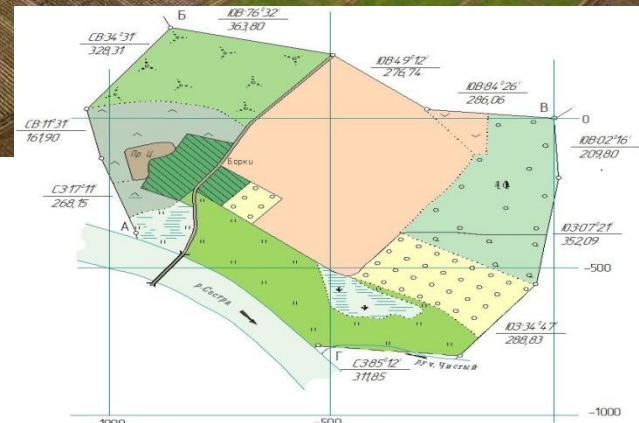 Б
СВ:34°31'
328,31
ЮВ:76°32'
363,80
ЮВ:49°12'
276,74
ЮВ:84°26'
286,06
В
0
СВ:11°31'
161,90
ЮВ:02°16'
209,80
Пр. И
Борки
СЗ:17°11'
268,15
А
ЮЗ:07°21'
352,09
-500
р.Сестра
ЮЗ:34°47'
288,83
Г
СЗ:85°12'
311,85
руч. Чистый
-1000
-500
-1000